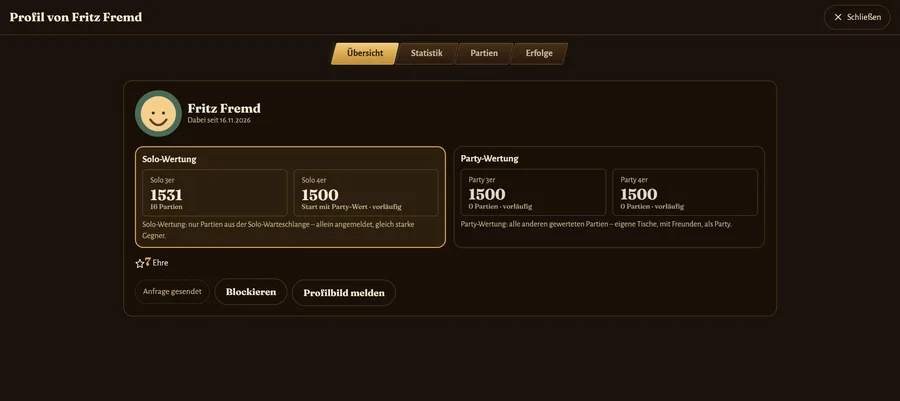 Profil von Fritz Fremd
Schließen
Übersicht
Statistik
Partien
Erfolge
Fritz Fremd
Dabei seit 16.11.2026
Solo-Wertung
Solo 3er
1531
16 Partien
Solo 4er
1500
Start mit Party-Wert · vorläufig
Solo-Wertung: nur Partien aus der Solo-Warteschlange – allein angemeldet, gleich starke
Gegner.
Party-Wertung
Party 3er
1500
0 Partien · vorläufig
Party 4er
1500
0 Partien · vorläufig
Party-Wertung: alle anderen gewerteten Partien – eigene Tische, mit Freunden, als Party.
7 Ehre
Anfrage gesendet
Blockieren
Profilbild melden